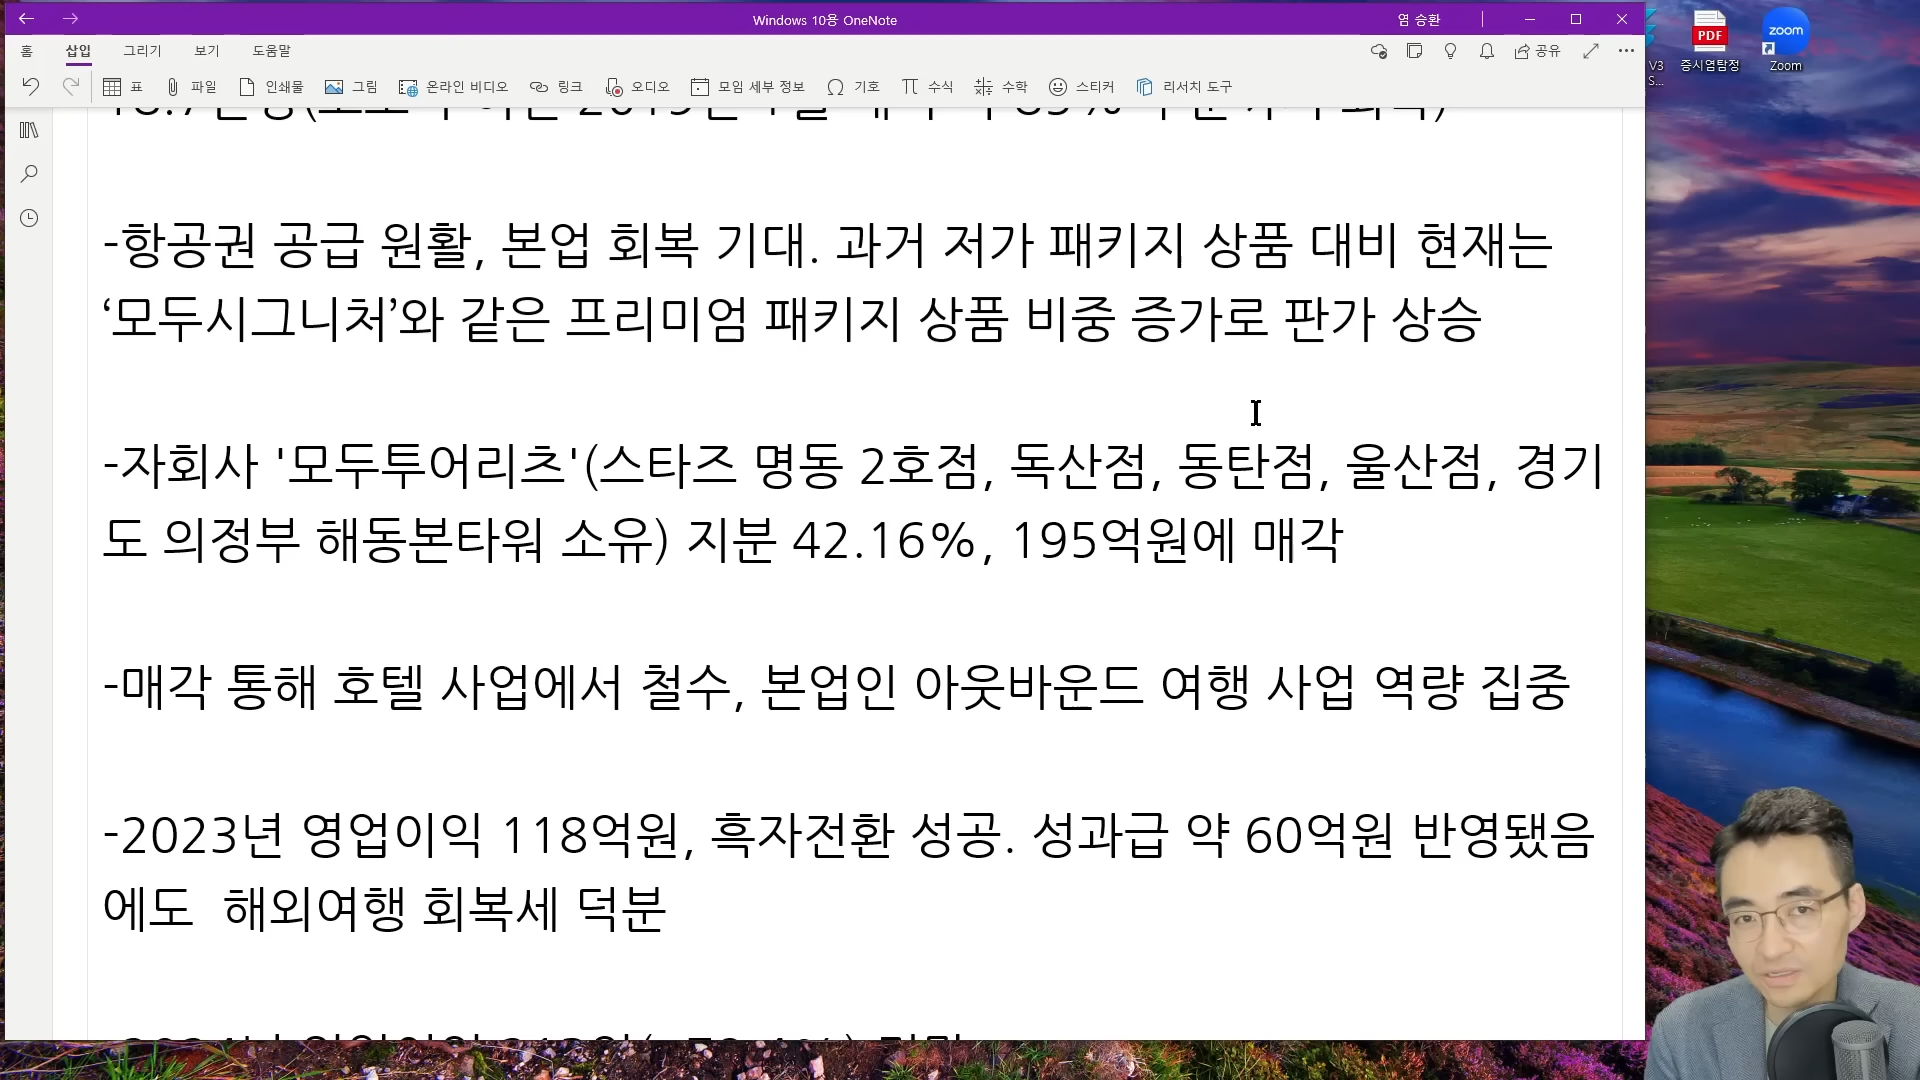 Windows 10용 OneNote
염 승환
홈 삽입 그리기 보기 도움말
공유
표 파일 인쇄물 그림 온라인 비디오 링크 오디오 모임 세부 정보 기호 수식 수학 스티커 리서치 도구
PDF
zoom
V3 증시염탐정 Zoom
S...
-항공권 공급 원활, 본업 회복 기대. 과거 저가 패키지 상품 대비 현재는
‘모두시그니처’와 같은 프리미엄 패키지 상품 비중 증가로 판가 상승
-자회사 '모두투어리츠'(스타즈 명동 2호점, 독산점, 동탄점, 울산점, 경기
도 의정부 해동본타워 소유) 지분 42.16%, 195억원에 매각
-매각 통해 호텔 사업에서 철수, 본업인 아웃바운드 여행 사업 역량 집중
-2023년 영업이익 118억원, 흑자전환 성공. 성과급 약 60억원 반영됐음
에도  해외여행 회복세 덕분